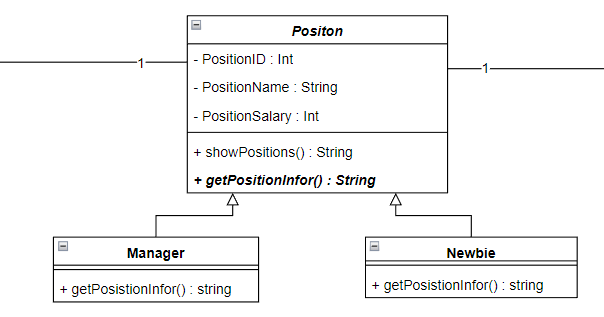 Positon
- PositionID : Int
1
1
- PositionName : String
- PositionSalary : Int
+ showPositions() : String
+ getPositionInfor() : String
Manager
Newbie
+ getPosistionInfor() : string
+ getPosistionInfor() : string